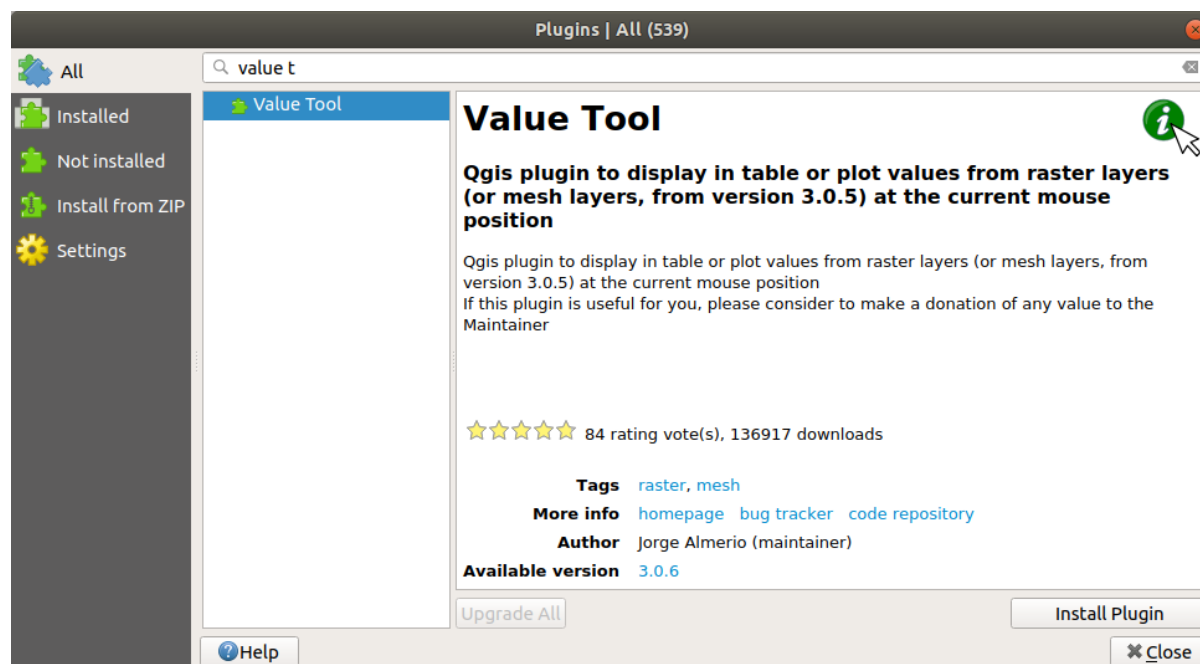 Plugins | All (539)
All
Installed
Not installed
Install from ZIP
Settings
value t
Value Tool
Value Tool
Qgis plugin to display in table or plot values from raster layers
(or mesh layers, from version 3.0.5) at the current mouse
position
Qgis plugin to display in table or plot values from raster layers (or mesh layers, from
version 3.0.5) at the current mouse position
If this plugin is useful for you, please consider to make a donation of any value to the
Maintainer
84 rating vote(s), 136917 downloads
Tags raster, mesh
More info homepage bug tracker code repository
Author Jorge Almerio (maintainer)
Available version 3.0.6
Upgrade All Install Plugin
Help Close